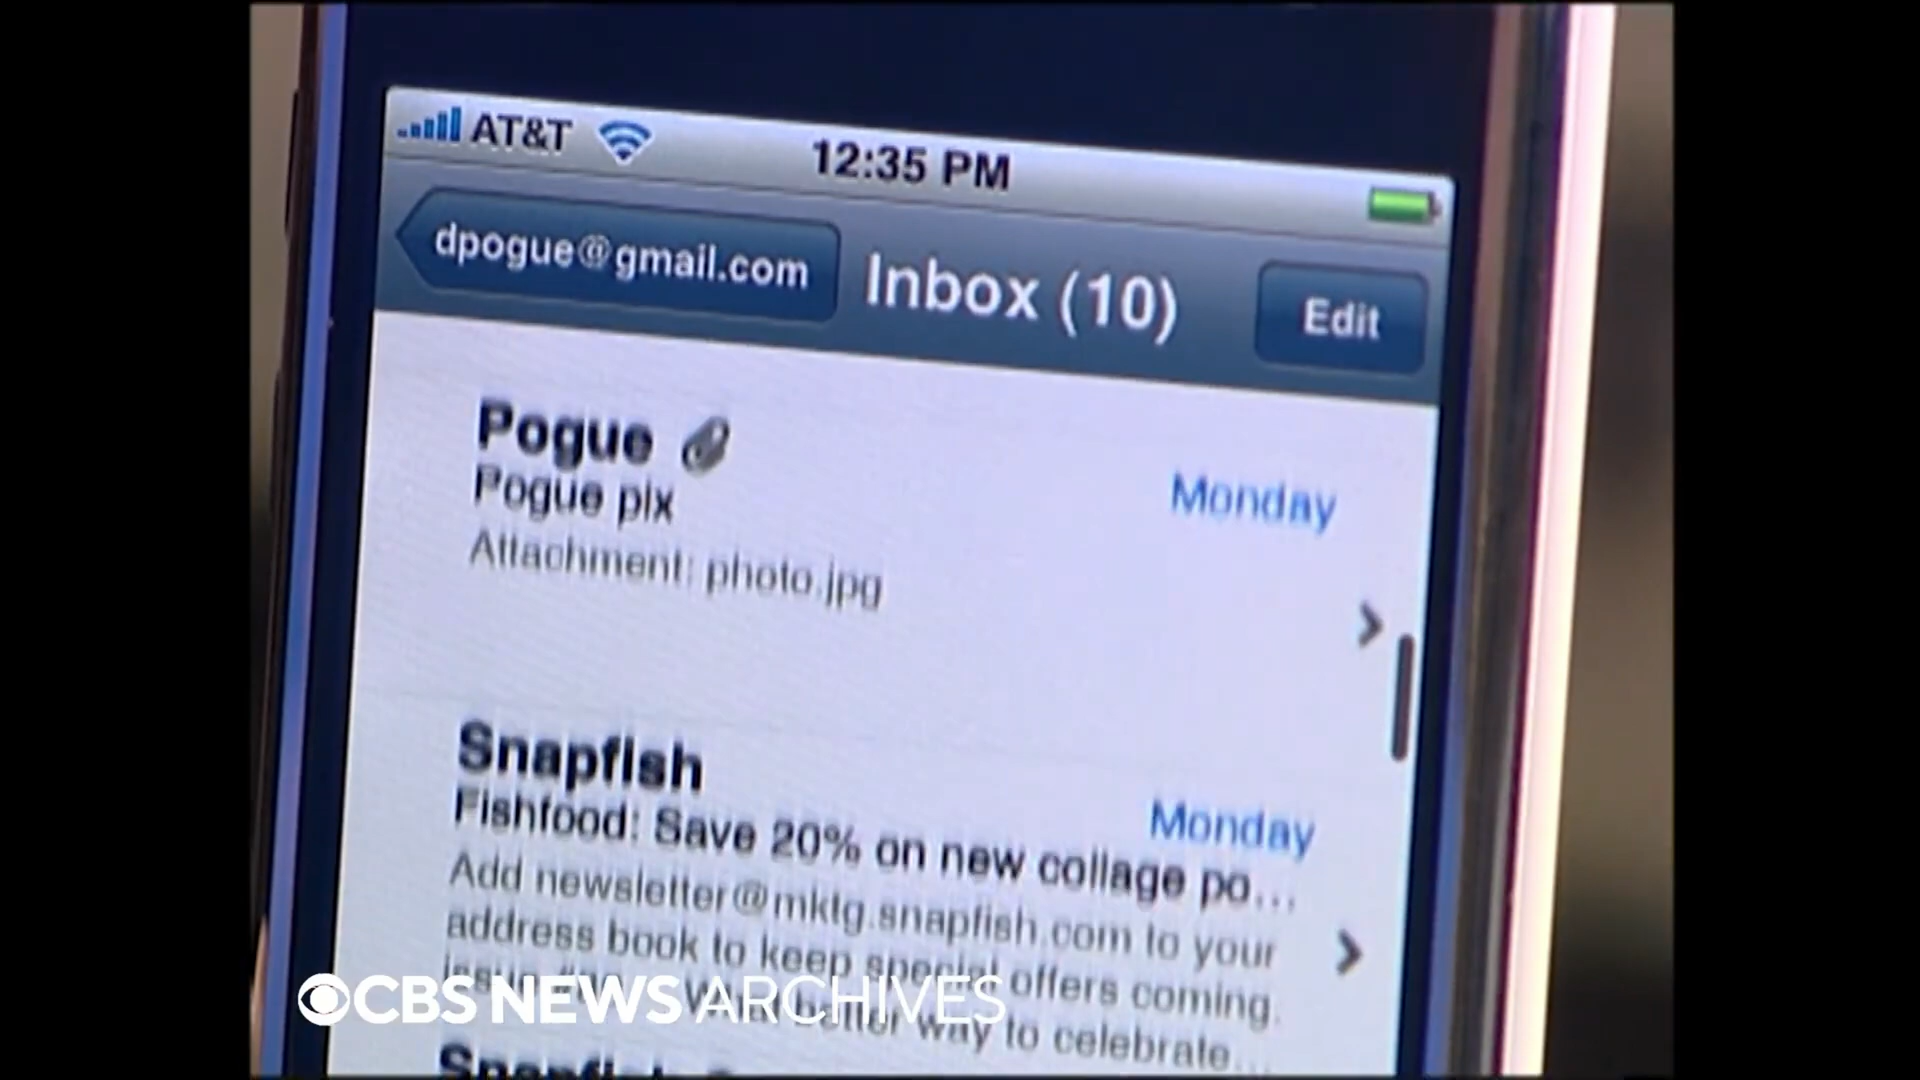 AT&T 12:35 PM
dpogue@gmail.com Inbox (10) Edit
Pogue
Monday
Pogue pix
Attachment: photo.jpg
Snapfish
Monday
Fishfood: Save 20% on new collage po...
Add newsletter@mktg.snapfish.com to your
address book to keep special offers coming.
better way to celebrate...
CBS NEWS ARCHIVES
Snapfish